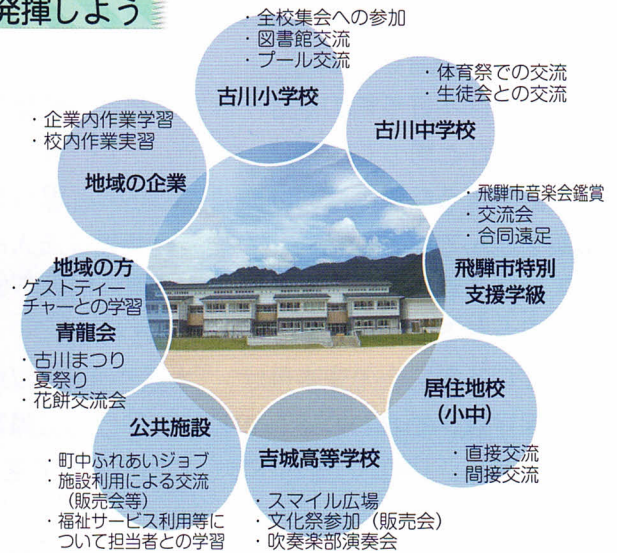 発揮しよう
・全校集会への参加
・図書館交流
・プール交流
古川小学校
・体育祭での交流
・生徒会との交流
古川中学校
・飛騨市音楽会鑑賞
・交流会
・合同遠足
飛騨市特別
支援学級
居住地校
(小中)
・直接交流
・間接交流
吉城高等学校
・スマイル広場
・文化祭参加(販売会)
・吹奏楽部演奏会
公共施設
・町中ふれあいジョブ
・施設利用による交流
(販売会等)
・福祉サービス利用等に
ついて担当者との学習
地域の方
・ゲストティー
チャーとの学習
青龍会
・古川まつり
・夏祭り
・花餅交流会
・企業内作業学習
・校内作業実習
地域の企業